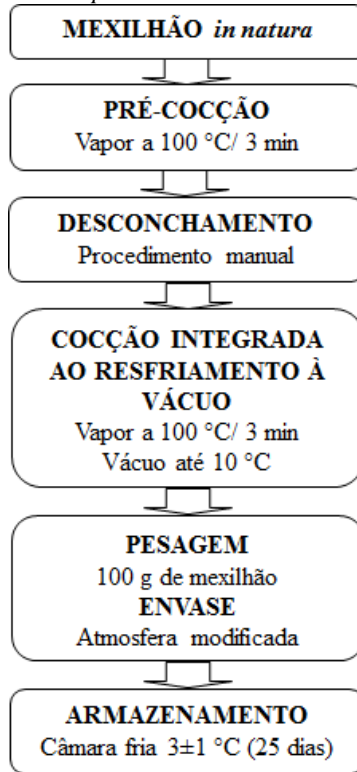 MEXILHÃO in natura
PRÉ-COCÇÃO
Vapor a 100 °C/ 3 min
DESCONCHAMENTO
Procedimento manual
COCÇÃO INTEGRADA
AO RESFRIAMENTO À
VÁCUO
Vapor a 100 °C/ 3 min
Vácuo até 10 °C
PESAGEM
100 g de mexilhão
ENVASE
Atmosfera modificada
ARMAZENAMENTO
Câmara fria 3±1 °C (25 dias)